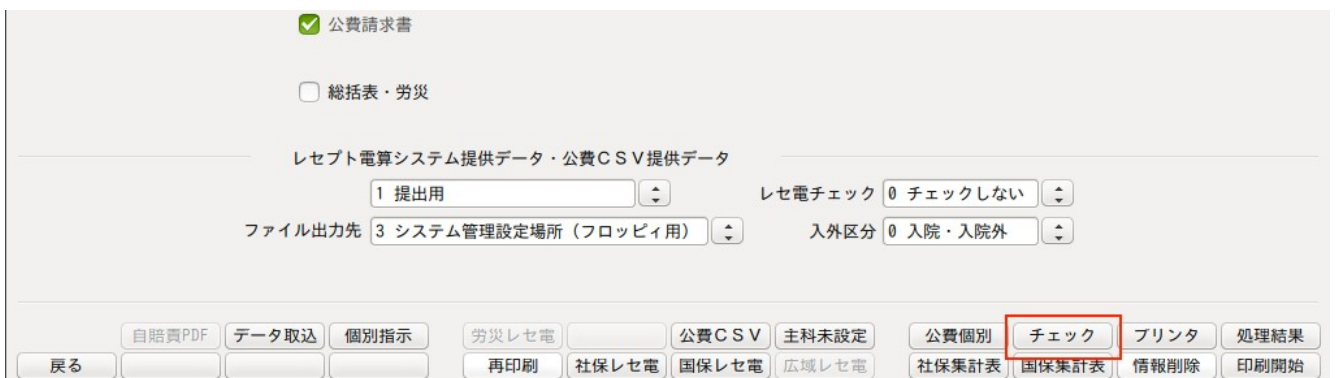 公費請求書
総括表・労災
レセプト電算システム提供データ・公費ＣＳＶ提供データ
1 提出用 レセ電チェック 0 チェックしない
ファイル出力先 3 システム管理設定場所（フロッピィ用） 入外区分 0 入院・入院外
自賠責PDF データ取込 個別指示 労災レセ電 公費ＣＳＶ 主科未設定 公費個別 チェック プリンタ 処理結果
戻る 再印刷 社保レセ電 国保レセ電 広域レセ電 社保集計表 国保集計表 情報削除 印刷開始